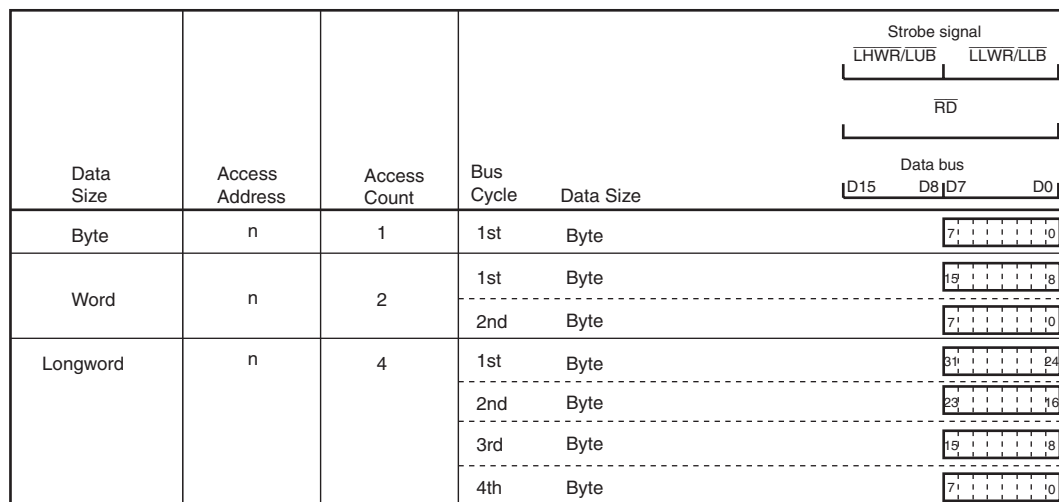 Strobe signal
LHWR/LUB LLWR/LLB
RD
Data Size Access Address Access Count Bus Cycle Data Size Data bus
D15 D8 D7 D0
Byte n 1 1st Byte 7 0
Word n 2 1st Byte 15 8
2nd Byte 7 0
Longword n 4 1st Byte 31 24
2nd Byte 23 16
3rd Byte 15 8
4th Byte 7 0